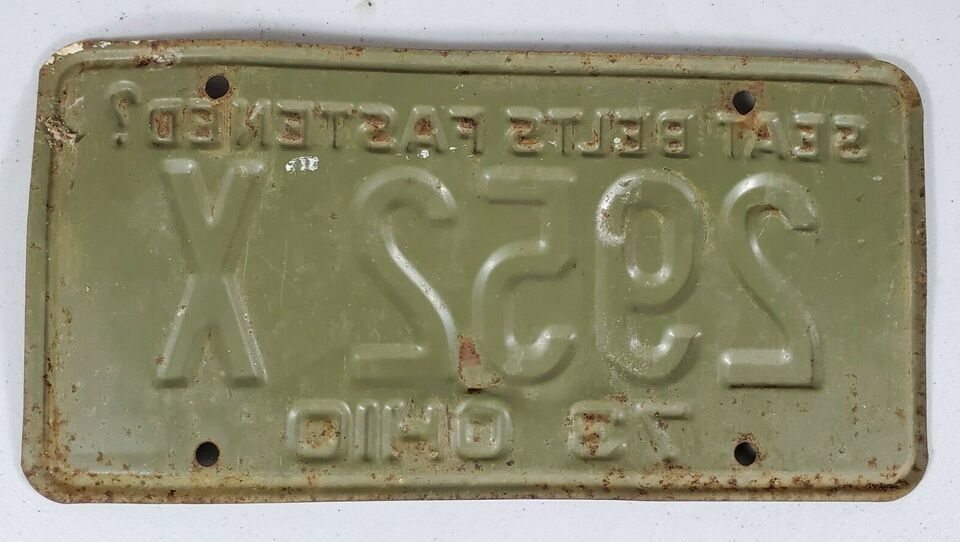 SEAT BELTS FASTENED?
2952 X
73 OHIO